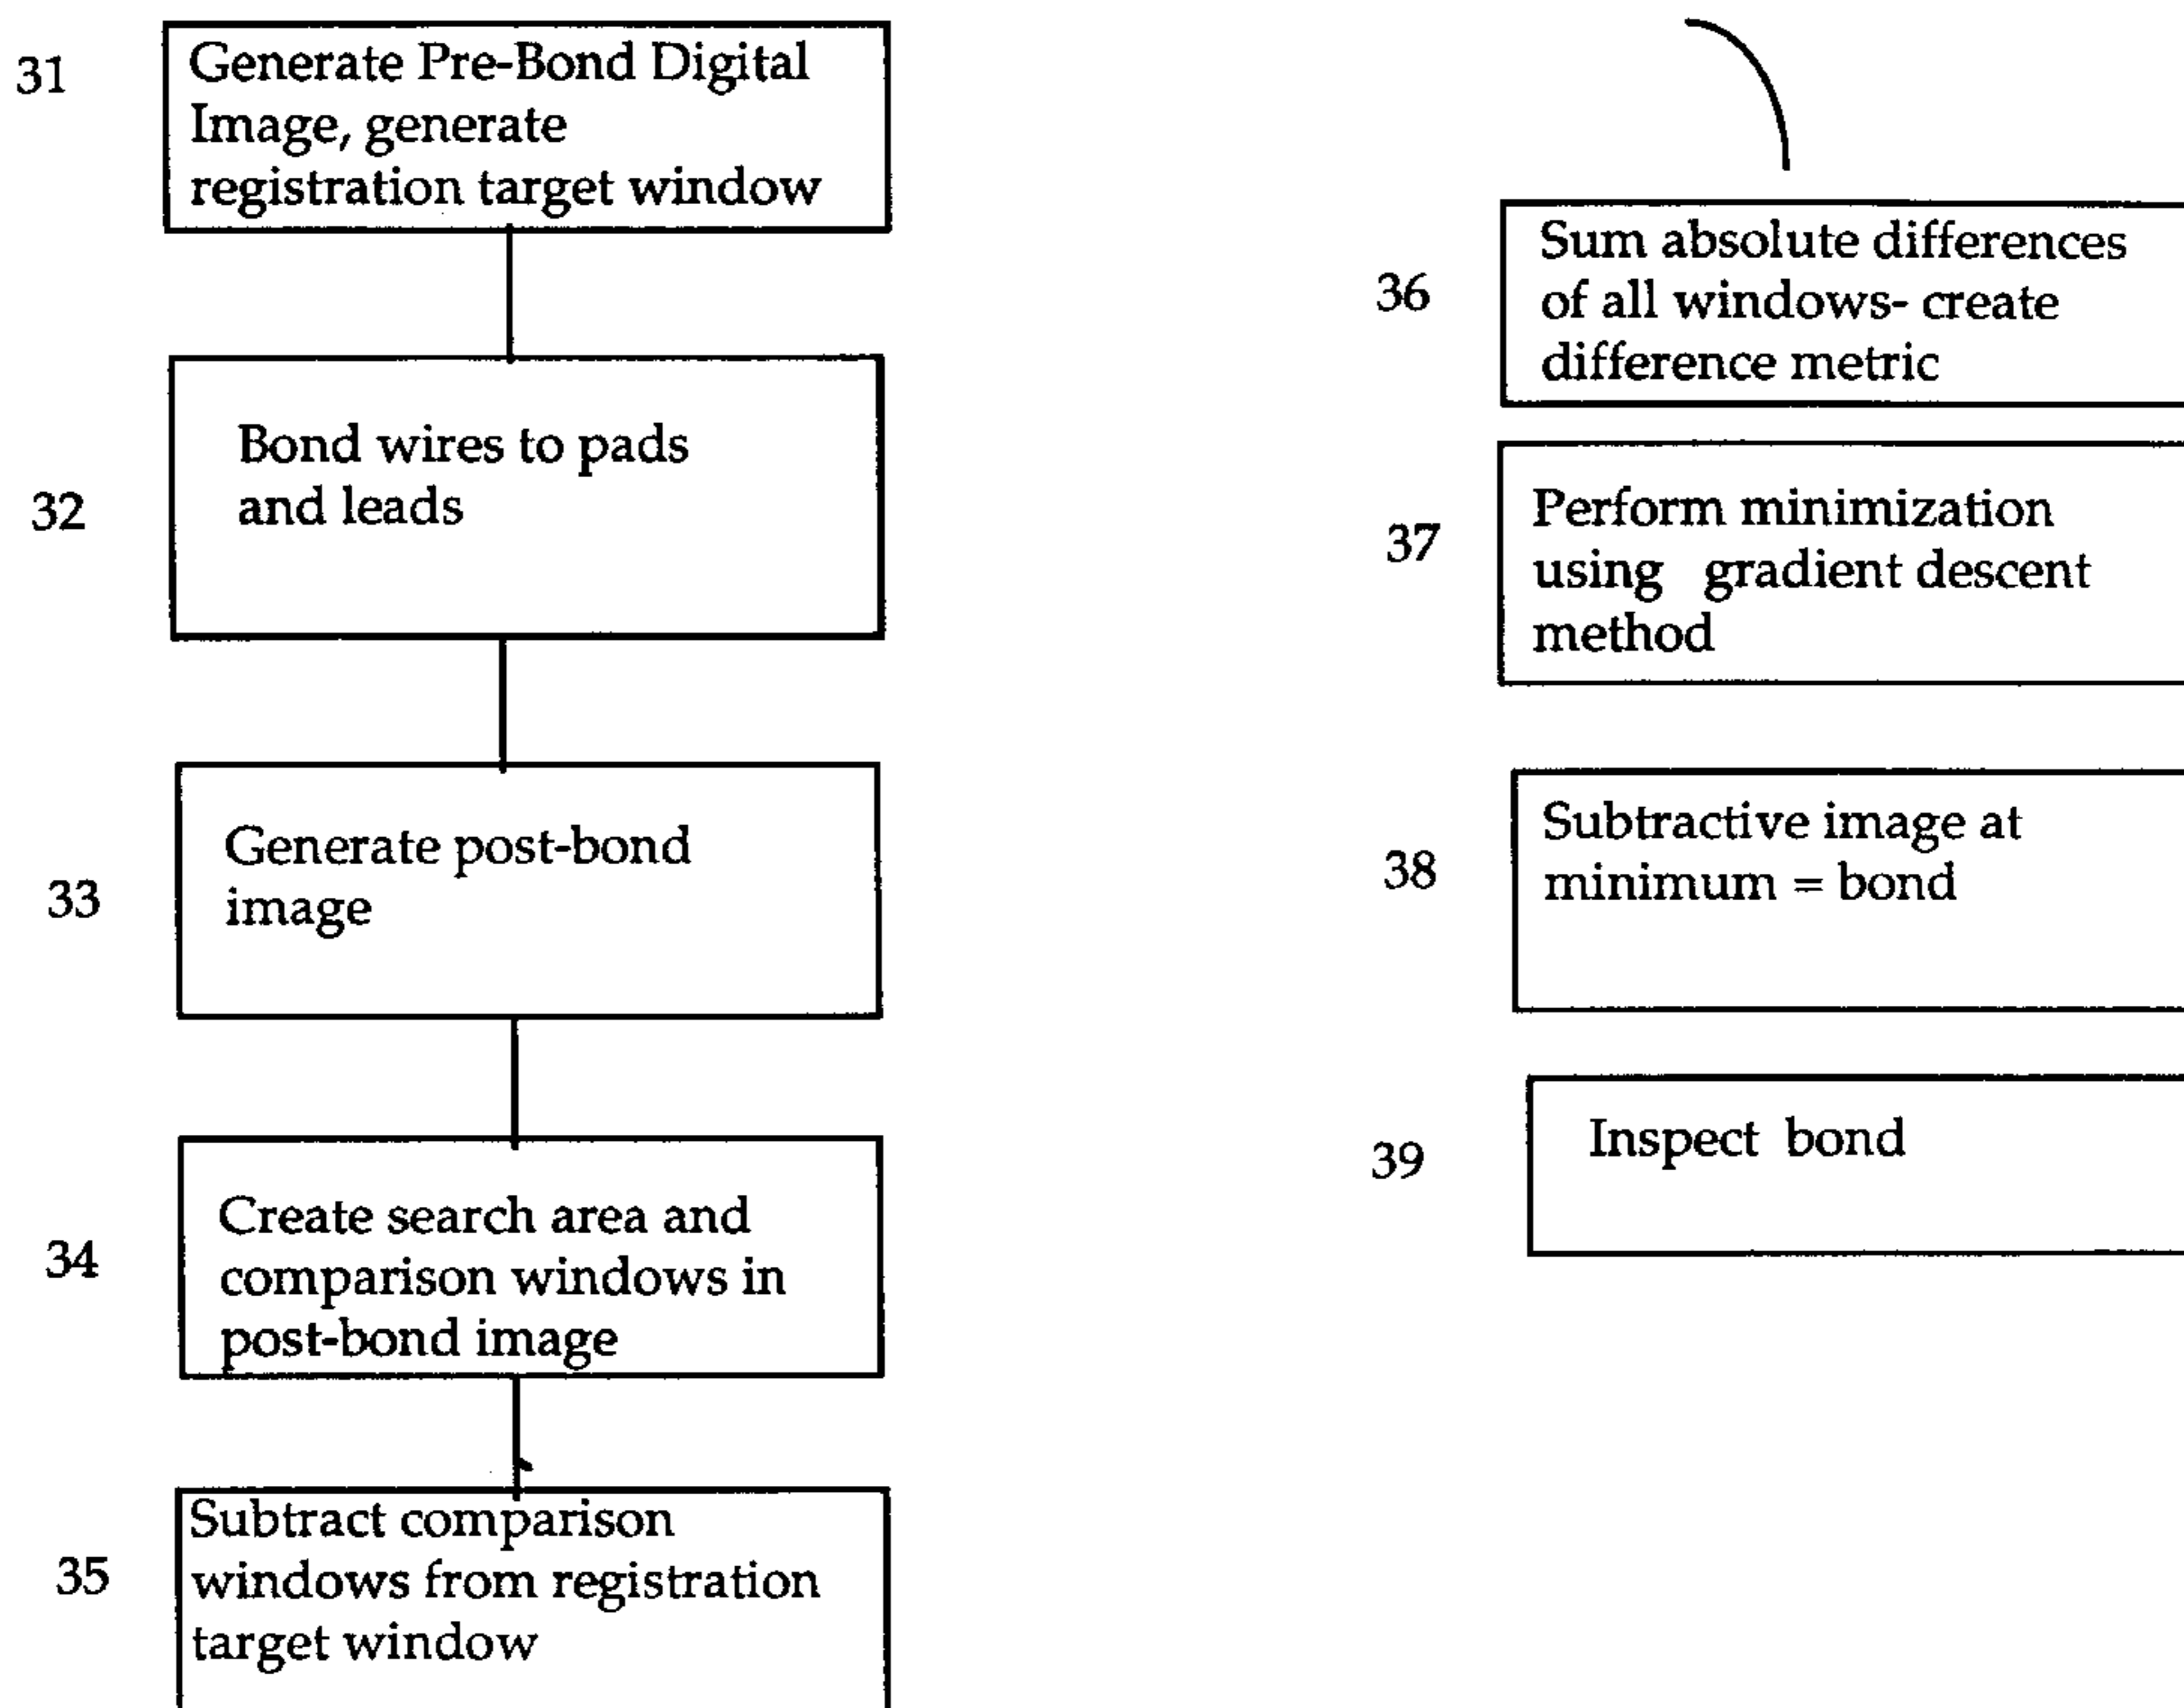 31
Generate Pre-Bond Digital
Image, generate
registration target window
32
Bond wires to pads
and leads
33
Generate post-bond
image
34
Create search area and
comparison windows in
post-bond image
35
Subtract comparison
windows from registration
target window
36
Sum absolute differences
of all windows- create
difference metric
37
Perform minimization
using gradient descent
method
38
Subtractive image at
minimum = bond
39
Inspect bond